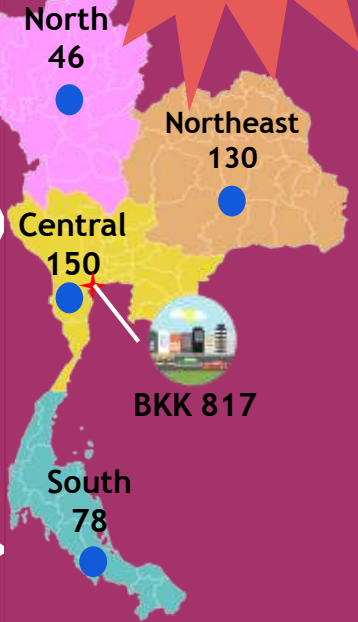 North
46
Northeast
130
Central
150
BKK 817
South
78